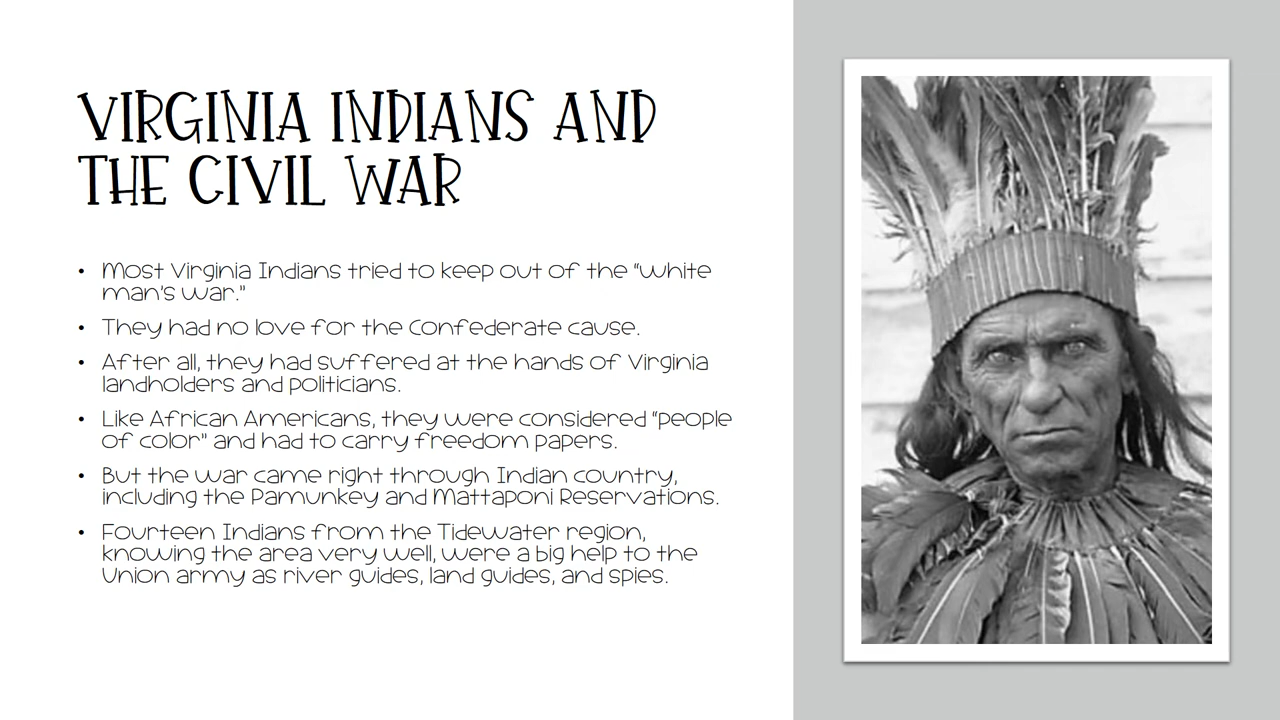 VIRGINIA INDIANS AND
THE CIVIL WAR
• Most Virginia Indians tried to keep out of the “white
man’s war.”
• They had no love for the Confederate cause.
• After all, they had suffered at the hands of Virginia
landholders and politicians.
• Like African Americans, they were considered “people
of color” and had to carry freedom papers.
• But the war came right through Indian country,
including the Pamunkey and Mattaponi Reservations.
• Fourteen Indians from the Tidewater region,
knowing the area very well, were a big help to the
Union army as river guides, land guides, and spies.